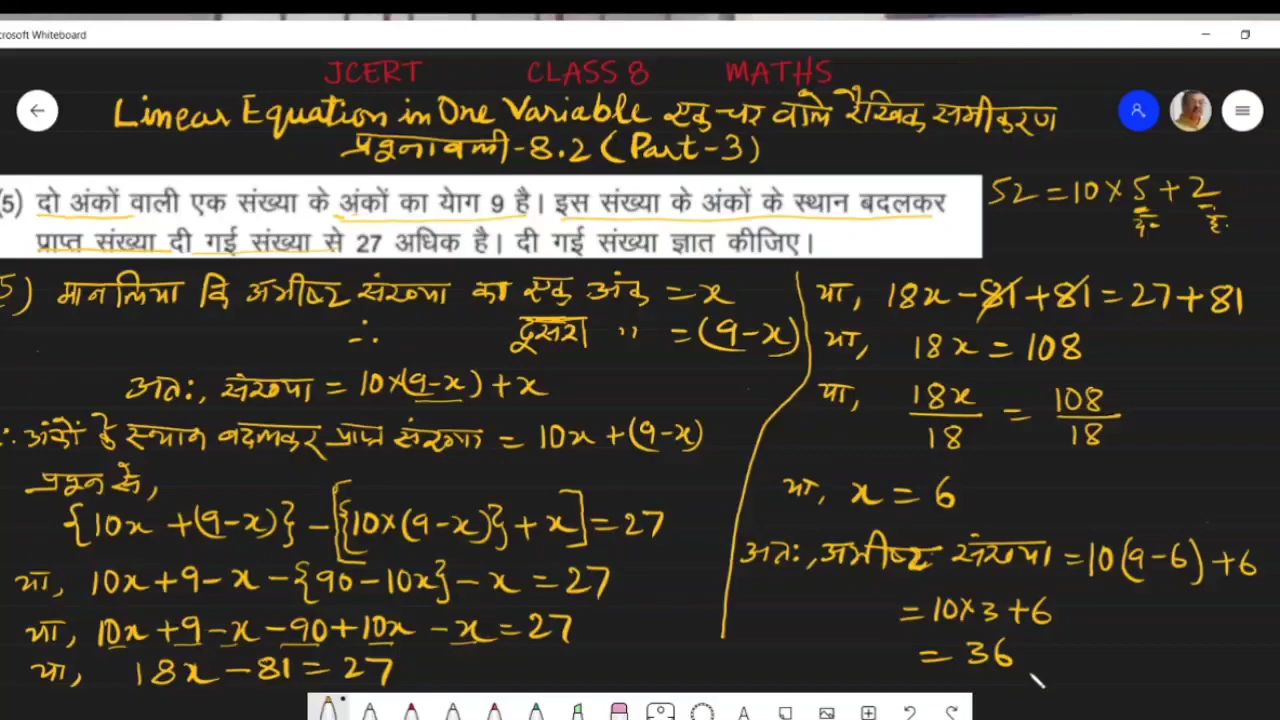 crosoft Whiteboard
JCERT CLASS 8 MATHS
Linear Equation in One Variable एक-चर वाले रैखिक समीकरण
प्रश्नावली-8.2 (Part-3)
5) दो अंकों वाली एक संख्या के अंकों का योग 9 है। इस संख्या के अंकों के स्थान बदलकर
प्राप्त संख्या दी गई संख्या से 27 अधिक है। दी गई संख्या ज्ञात कीजिए।
52 = 10 × 5 + 2
द॰ इ॰
5) मान लिया कि अभीष्ट संख्या का एक अंक = x
∴ दूसरा " = (9-x)
अतः, संख्या = 10×(9-x) + x
∴ अंकों के स्थान बदलकर प्राप्त संख्या = 10x + (9-x)
प्रश्न से,
{10x + (9-x)} - [{10×(9-x)} + x] = 27
या, 10x + 9 - x - {90 - 10x} - x = 27
या, 10x + 9 - x - 90 + 10x - x = 27
या, 18x - 81 = 27
या, 18x - 81 + 81 = 27 + 81
या, 18x = 108
या, 18x/18 = 108/18
या, x = 6
अतः, अभीष्ट संख्या = 10(9-6) + 6
= 10×3 + 6
= 36